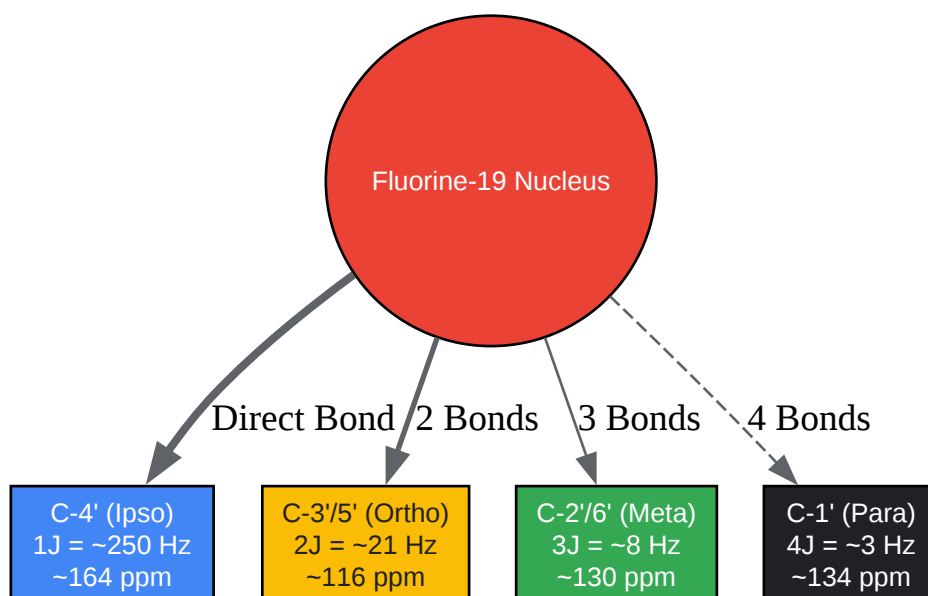 Fluorine-19 Nucleus
Direct Bond
2 Bonds
3 Bonds
4 Bonds
C-4' (Ipso)
1J = ~250 Hz
~164 ppm
C-3'/5' (Ortho)
2J = ~21 Hz
~116 ppm
C-2'/6' (Meta)
3J = ~8 Hz
~130 ppm
C-1' (Para)
4J = ~3 Hz
~134 ppm